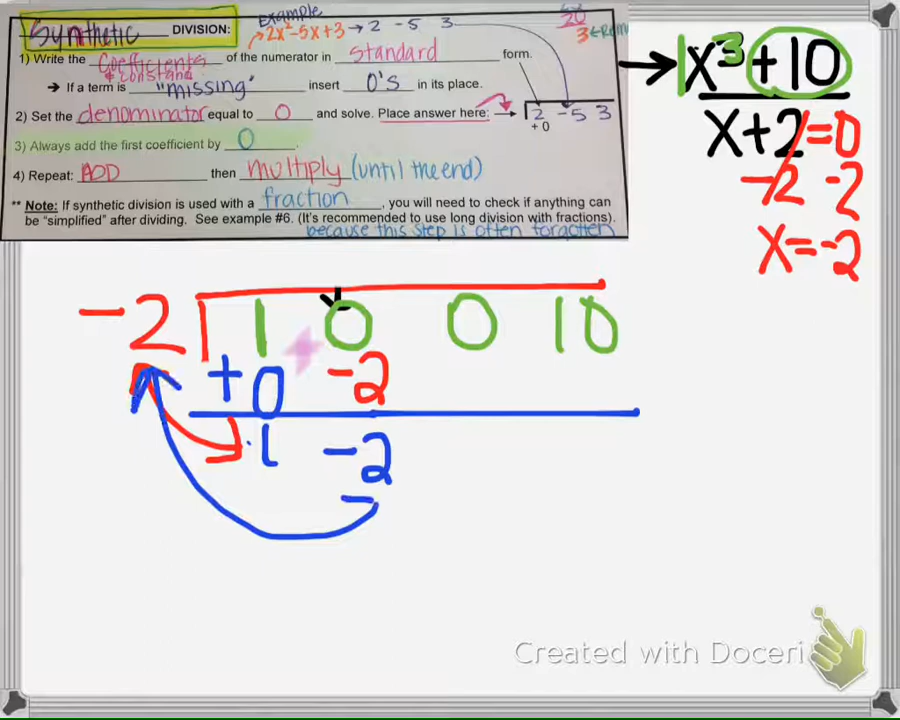 Synthetic DIVISION:
Example
2x²-5x+3 → 2 -5 3
20
3 ← Rem
1) Write the Coefficients & constand of the numerator in standard form.
→ If a term is "missing" insert 0's in its place.
2) Set the denominator equal to 0 and solve. Place answer here: → 2 -5 3
+0
3) Always add the first coefficient by 0.
4) Repeat: ADD then multiply (until the end)
** Note: If synthetic division is used with a fraction, you will need to check if anything can
be "simplified" after dividing. See example #6. (It's recommended to use long division with fractions).
because this step is often forgotten
1x³+10
x+2=0
-2 -2
x=-2
-2 1 0 0 10
+0 -2
1 -2
Created with Doceri